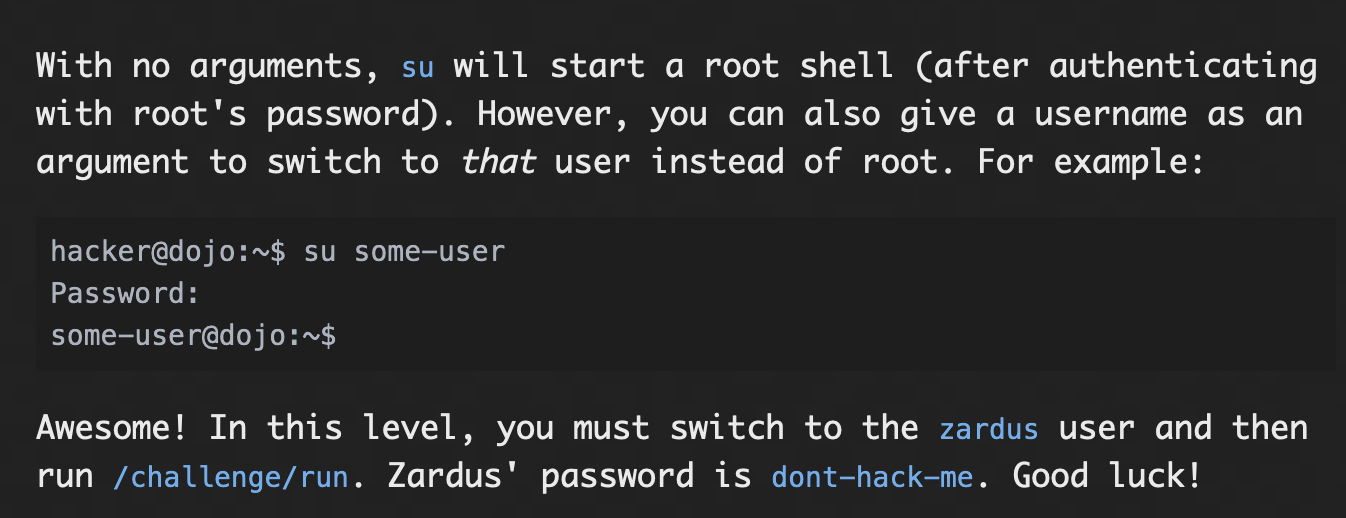 With no arguments, su will start a root shell (after authenticating
with root's password). However, you can also give a username as an
argument to switch to that user instead of root. For example:
hacker@dojo:~$ su some-user
Password:
some-user@dojo:~$
Awesome! In this level, you must switch to the zardus user and then
run /challenge/run. Zardus' password is dont-hack-me. Good luck!